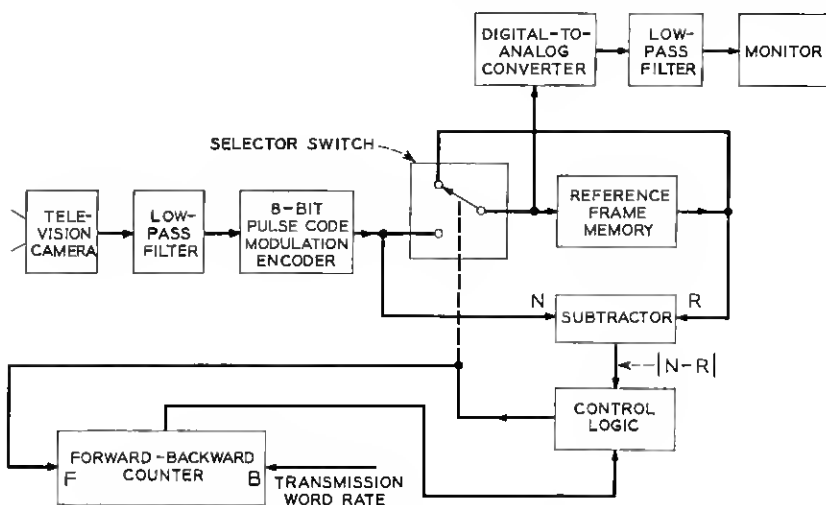 DIGITAL-TO-
ANALOG
CONVERTER
LOW-
PASS
FILTER
MONITOR
SELECTOR SWITCH
TELE-
VISION
CAMERA
LOW-
PASS
FILTER
8-BIT
PULSE CODE
MODULATION
ENCODER
REFERENCE
FRAME
MEMORY
N
SUBTRACTOR
R
|N-R|
CONTROL
LOGIC
FORWARD-BACKWARD
COUNTER
F
B
TRANSMISSION
WORD RATE